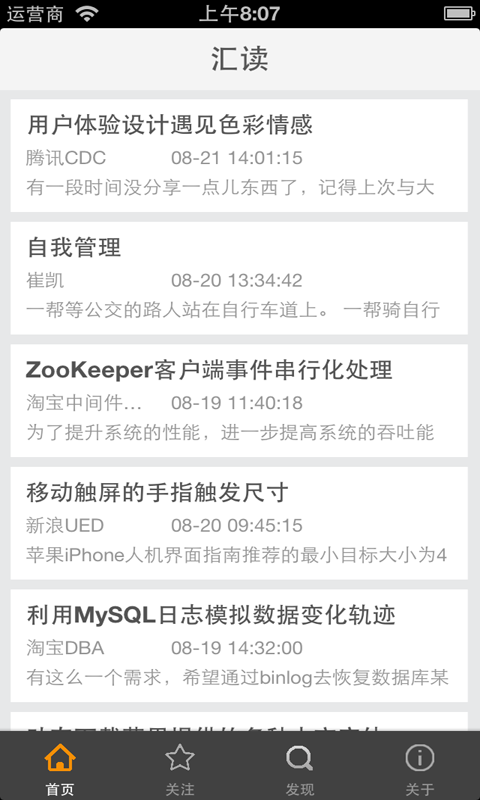 运营商 上午8:07
汇读
用户体验设计遇见色彩情感
腾讯CDC 08-21 14:01:15
有一段时间没分享一点儿东西了，记得上次与大
自我管理
崔凯 08-20 13:34:42
一帮等公交的路人站在自行车道上。 一帮骑自行
ZooKeeper客户端事件串行化处理
淘宝中间件... 08-19 11:40:18
为了提升系统的性能，进一步提高系统的吞吐能
移动触屏的手指触发尺寸
新浪UED 08-20 09:45:15
苹果iPhone人机界面指南推荐的最小目标大小为4
利用MySQL日志模拟数据变化轨迹
淘宝DBA 08-19 14:32:00
有这么一个需求，希望通过binlog去恢复数据库某
首页 关注 发现 关于